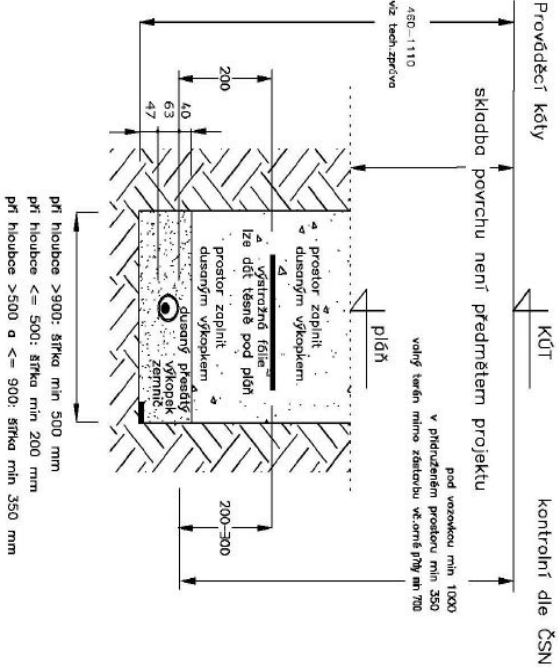 Prováděcí kóty
KÚT
kontrolní dle ČSN
skladba povrchu není předmětem projektu
460-1110
viz tech.zpráva
pláň
pod vozovkou min 1000
v přidruženém prostoru min 350
volný terén mimo zástavbu vč.orné půdy min 700
prostor zaplnit
dusaným výkopkem
výstražná fólie
lze dát těsně pod pláň
prostor zaplnit
dusaným výkopkem
200
200-300
40
63
47
dusaný přesátý
výkopek
zemnič
při hloubce >900: šířka min 500 mm
při hloubce <= 500: šířka min 200 mm
při hloubce >500 a <= 900: šířka min 350 mm